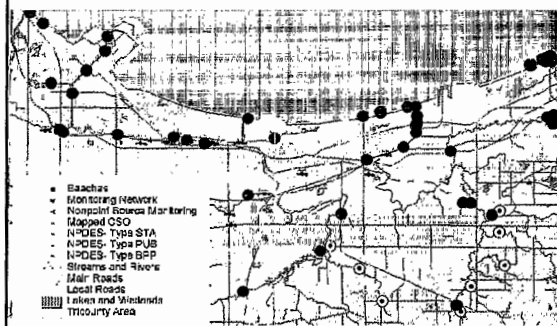 Beaches
Monitoring Network
Nonpoint Source Monitoring
Mapped CSO
NPDES- Type STA
NPDES- Type PUB
NPDES- Type BPP
Streams and Rivers
Main Roads
Local Roads
Lakes and Wetlands
Tricounty Area